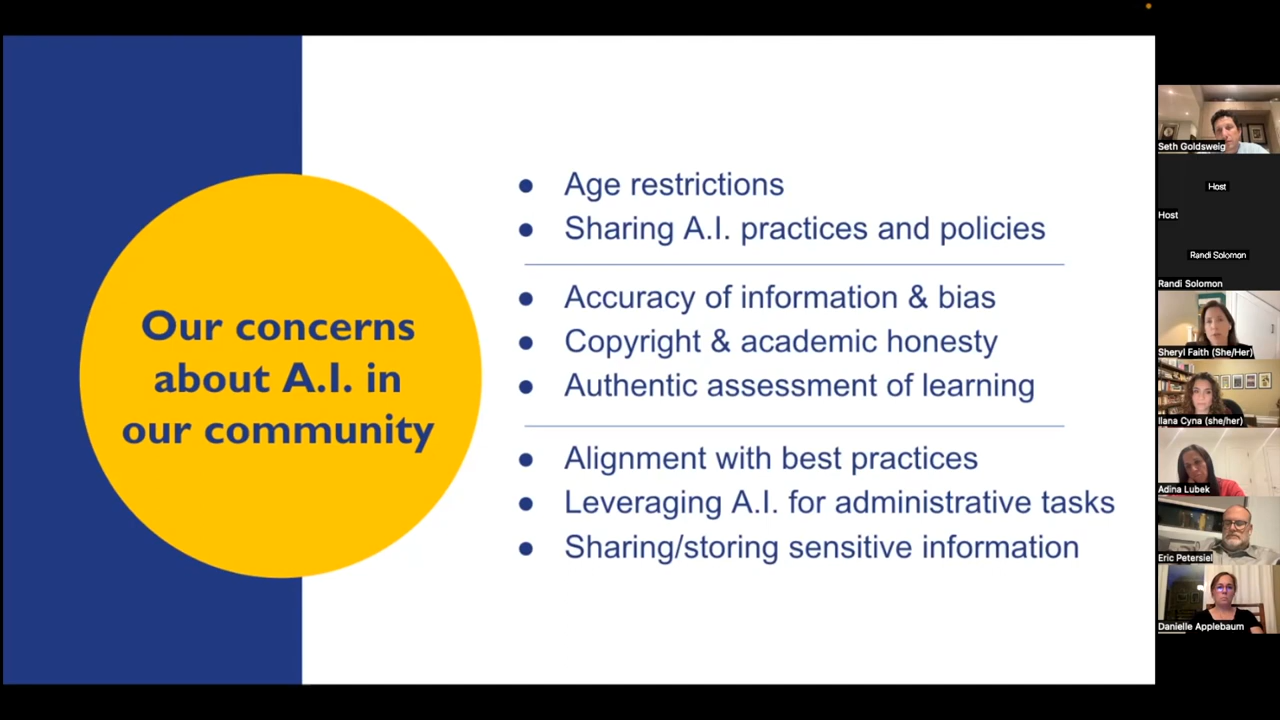 Our concerns
about A.I. in
our community
● Age restrictions
● Sharing A.I. practices and policies
● Accuracy of information & bias
● Copyright & academic honesty
● Authentic assessment of learning
● Alignment with best practices
● Leveraging A.I. for administrative tasks
● Sharing/storing sensitive information
Seth Goldsweig
Host
Host
Randi Solomon
Randi Solomon
Sheryl Faith (She/Her)
Ilana Cyna (she/her)
Adina Lubek
Eric Petersiel
Danielle Applebaum